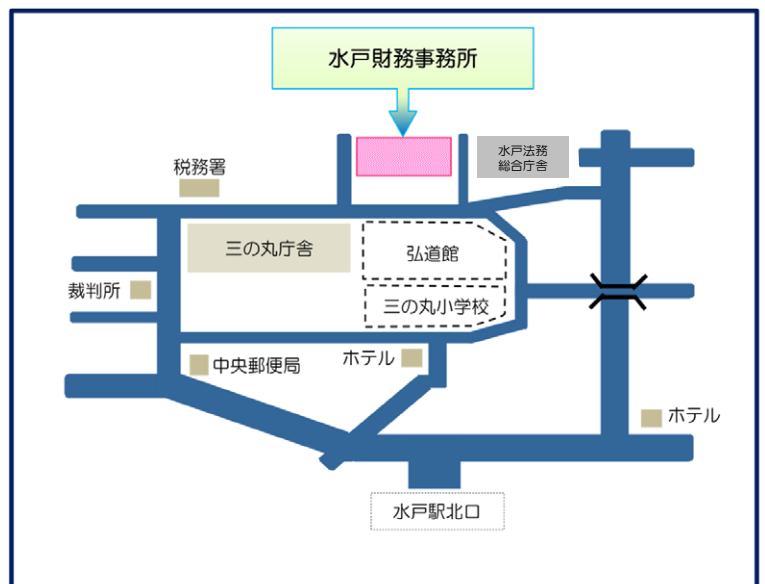 水戸財務事務所
水戸法務
総合庁舎
税務署
三の丸庁舎
弘道館
裁判所
三の丸小学校
中央郵便局
ホテル
ホテル
水戸駅北口